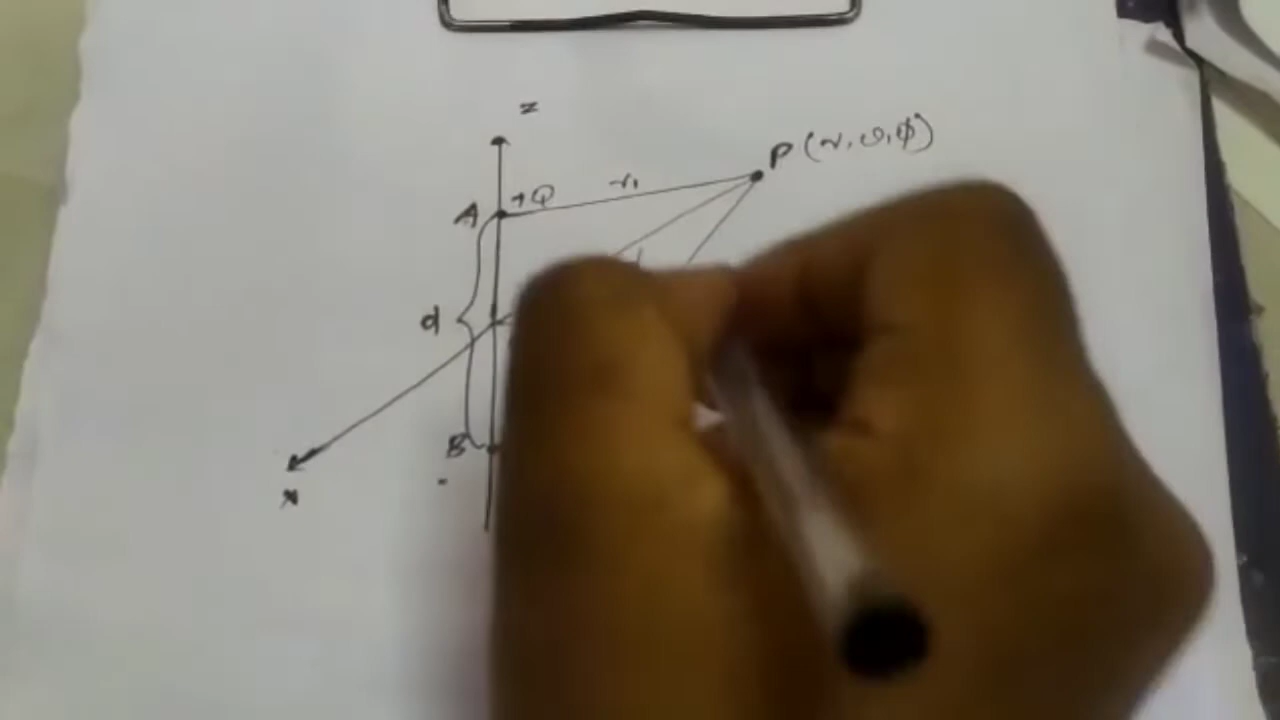 z
P (r, θ, φ)
r₁
A +Q
d
B
x